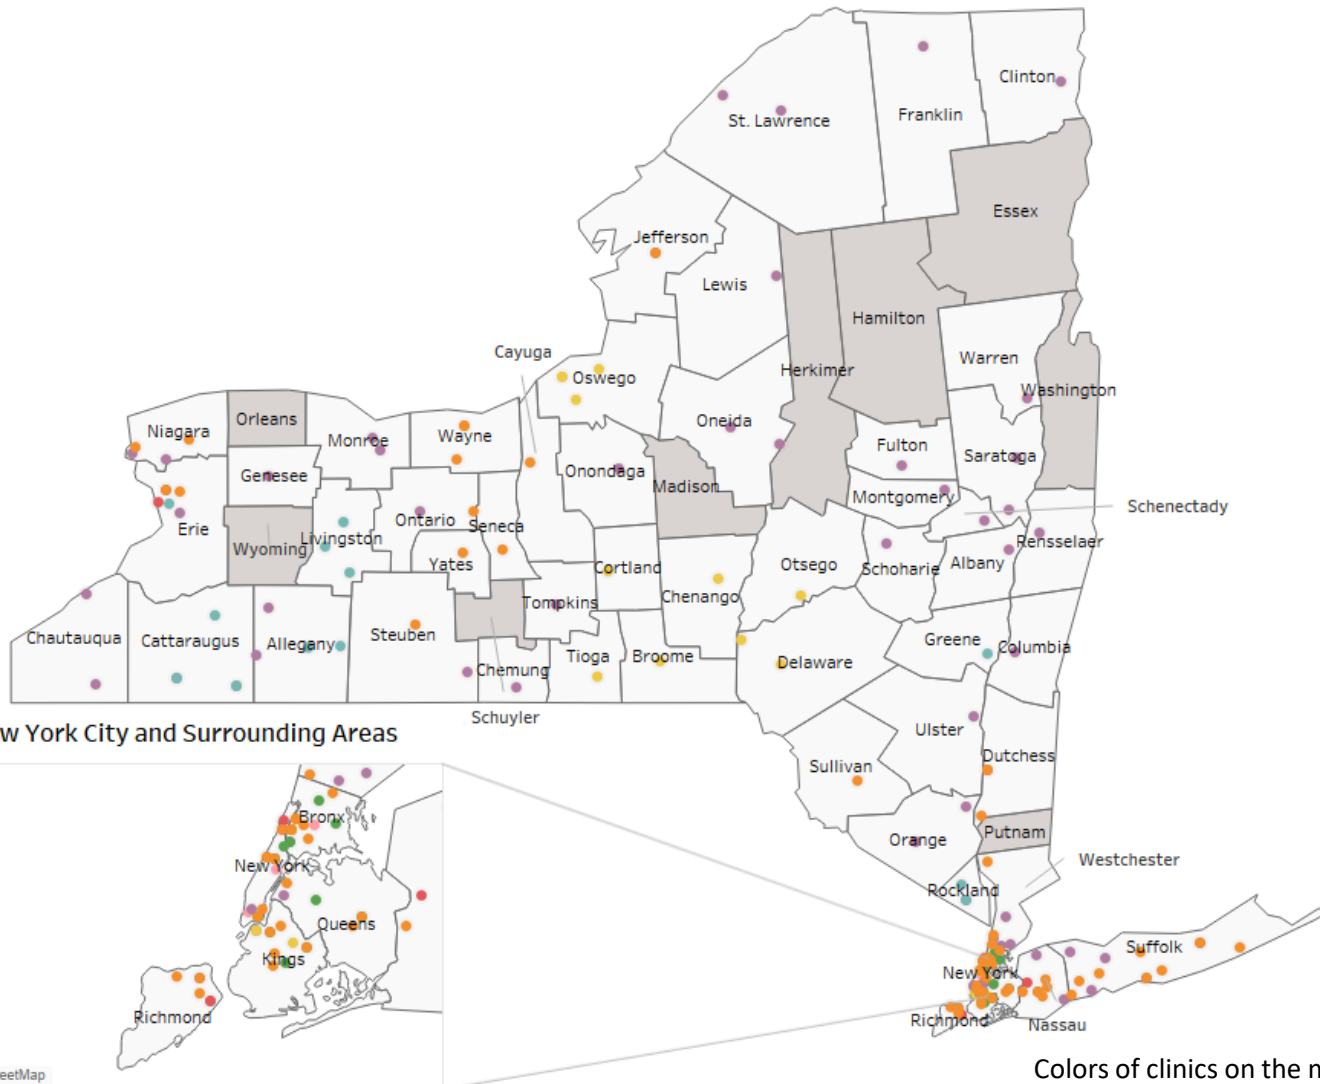 Clinton
St. Lawrence
Franklin
Essex
Jefferson
Lewis
Hamilton
Cayuga
Warren
Herkimer
Oswego
Washington
Orleans
Oneida
Niagara
Monroe
Wayne
Fulton
Saratoga
Genesee
Onondaga
Madison
Montgomery
Schenectady
Ontario
Seneca
Erie
Livingston
Rensselaer
Wyoming
Yates
Cortland
Otsego
Schoharie
Albany
Chenango
Tompkins
Chautauqua
Cattaraugus
Allegany
Steuben
Greene
Columbia
Tioga
Broome
Delaware
Chemung
Schuyler
Ulster
w York City and Surrounding Areas
Dutchess
Sullivan
Bronx
Orange
Putnam
New York
Westchester
Rockland
Queens
Suffolk
Kings
New York
Richmond
Richmond
Nassau
eetMap
Colors of clinics on the m